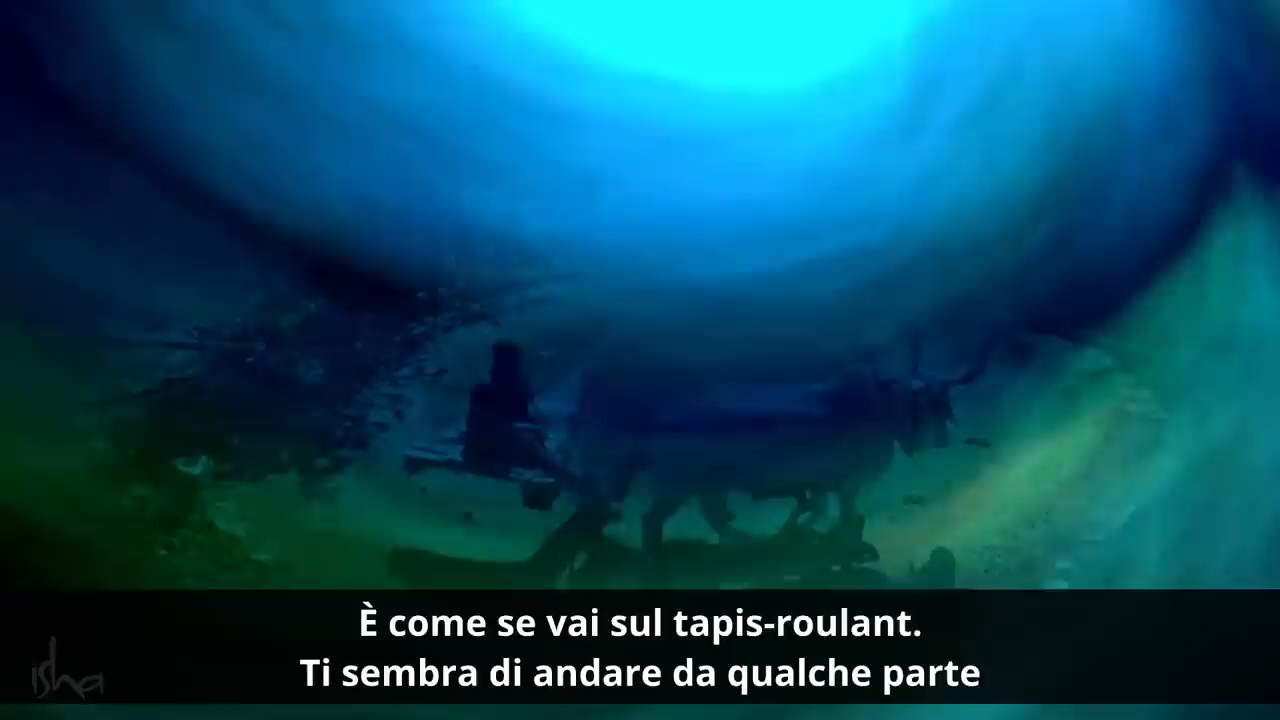 È come se vai sul tapis-roulant.
Ti sembra di andare da qualche parte
isha